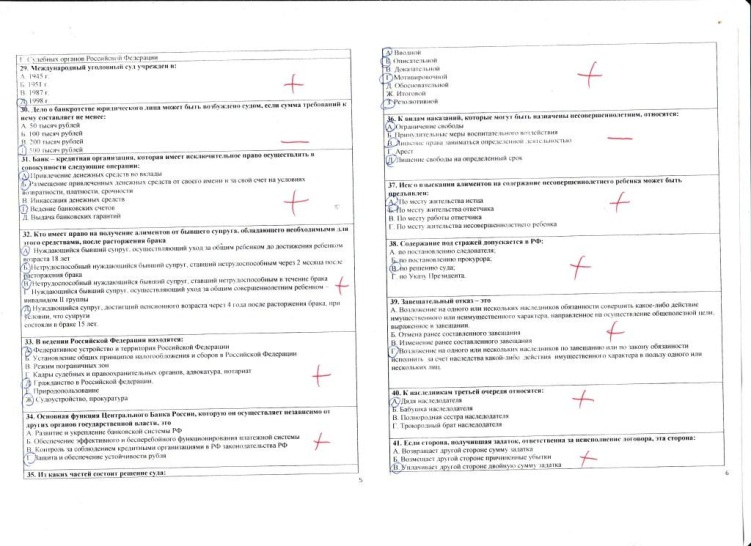 Г. Судебных органов Российской Федерации
29. Международный уголовный суд учрежден в:
А. 1945 г.
Б. 1951 г.
В. 1987 г.
Д. 1998 г.
30. Дело о банкротстве юридического лица может быть возбуждено судом, если сумма требований к
нему составляет не менее:
А. 50 тысяч рублей
Б. 100 тысяч рублей
В. 200 тысяч рублей
Г. 500 тысяч рублей
31. Банк – кредитная организация, которая имеет исключительное право осуществлять в
совокупности следующие операции:
А. Привлечение денежных средств во вклады
Б. Размещение привлеченных денежных средств от своего имени и за свой счет на условиях
возвратности, платности, срочности
В. Инкассация денежных средств
Г. Ведение банковских счетов
Д. Выдача банковских гарантий
32. Кто имеет право на получение алиментов от бывшего супруга, обладающего необходимыми для
этого средствами, после расторжения брака
А. Нуждающийся бывший супруг, осуществляющий уход за общим ребенком до достижения ребенком
возраста 18 лет
Б. Нетрудоспособный нуждающийся бывший супруг, ставший нетрудоспособным через 2 месяца после
расторжения брака
В. Нетрудоспособный нуждающийся бывший супруг, ставший нетрудоспособным в течение брака
Г. Нуждающийся бывший супруг, осуществляющий уход за совершеннолетним ребенком –
инвалидом II группы
Д. Нуждающийся супруг, достигший пенсионного возраста через 4 года после расторжения брака, при
условии, что супруги
состояли в браке 15 лет.
33. В ведении Российской Федерации находится:
А. Федеративное устройство и территория Российской Федерации
Б. Установление общих принципов налогообложения и сборов в Российской Федерации
В. Режим пограничных зон
Г. Кадры судебных и правоохранительных органов, адвокатура, нотариат
Д. Гражданство в Российской Федерации.
Е. Природопользование
Ж. Судоустройство, прокуратура
34. Основная функция Центрального Банка России, которую он осуществляет независимо от
других органов государственной власти, это
А. Развитие и укрепление банковской системы РФ
Б. Обеспечение эффективного и бесперебойного функционирования платежной системы
В. Контроль за соблюдением кредитными организациями в РФ законодательства РФ
Г. Защита и обеспечение устойчивости рубля
35. Из каких частей состоит решение суда:
5
А. Вводной
Б. Описательной
В. Доказательной
Г. Мотивировочной
Д. Обосновательной
Ж. Итоговой
З. Резолютивной
36. К видам наказаний, которые могут быть назначены несовершеннолетним, относятся:
А. Ограничение свободы
Б. Принудительные меры воспитательного воздействия
В. Лишение права заниматься определенной деятельностью
Г. Арест
Д. Лишение свободы на определенный срок
37. Иск о взыскании алиментов на содержание несовершеннолетнего ребенка может быть
предъявлен:
А. По месту жительства истца
Б. По месту жительства ответчика
В. По месту работы ответчика
Г. По месту жительства несовершеннолетнего ребенка
38. Содержание под стражей допускается в РФ:
А. по постановлению следователя;
Б. по постановлению прокурора;
В. по решению суда;
Г. по Указу Президента.
39. Завещательный отказ – это
А. Возложение на одного или нескольких наследников обязанности совершить какое-либо действие
имущественного или неимущественного характера, направленное на осуществление общеполезной цели,
выраженное в завещании
Б. Отмена ранее составленного завещания
В. Изменение ранее составленного завещания
Г. Возложение на одного или нескольких наследников по завещанию или по закону обязанности
исполнить за счет наследства какой-либо действия имущественного характера в пользу одного или
нескольких лиц.
40. К наследникам третьей очереди относятся:
А. Дядя наследодателя
Б. Бабушка наследодателя
В. Полнородная сестра наследодателя
Г. Троюродный брат наследодателя
41. Если сторона, получившая задаток, ответственна за неисполнение договора, эта сторона:
А. Возвращает другой стороне сумму задатка
Б. Возмещает другой стороне причиненные убытки
В. Уплачивает другой стороне двойную сумму задатка
6